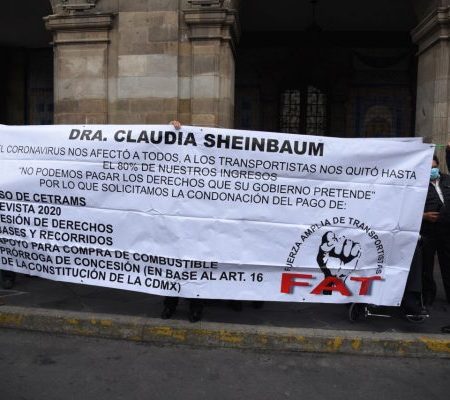 DRA. CLAUDIA SHEINBAUM
EL CORONAVIRUS NOS AFECTÓ A TODOS, A LOS TRANSPORTISTAS NOS QUITÓ HASTA
EL 80% DE NUESTROS INGRESOS
"NO PODEMOS PAGAR LOS DERECHOS QUE SU GOBIERNO PRETENDE"
POR LO QUE SOLICITAMOS LA CONDONACIÓN DEL PAGO DE:
SO DE CETRAMS
EVISTA 2020
ESIÓN DE DERECHOS
BASES Y RECORRIDOS
APOYO PARA COMPRA DE COMBUSTIBLE
PRÓRROGA DE CONCESIÓN (EN BASE AL ART. 16
DE LA CONSTITUCIÓN DE LA CDMX)
FUERZA AMPLIA DE TRANSPORTISTAS
FAT